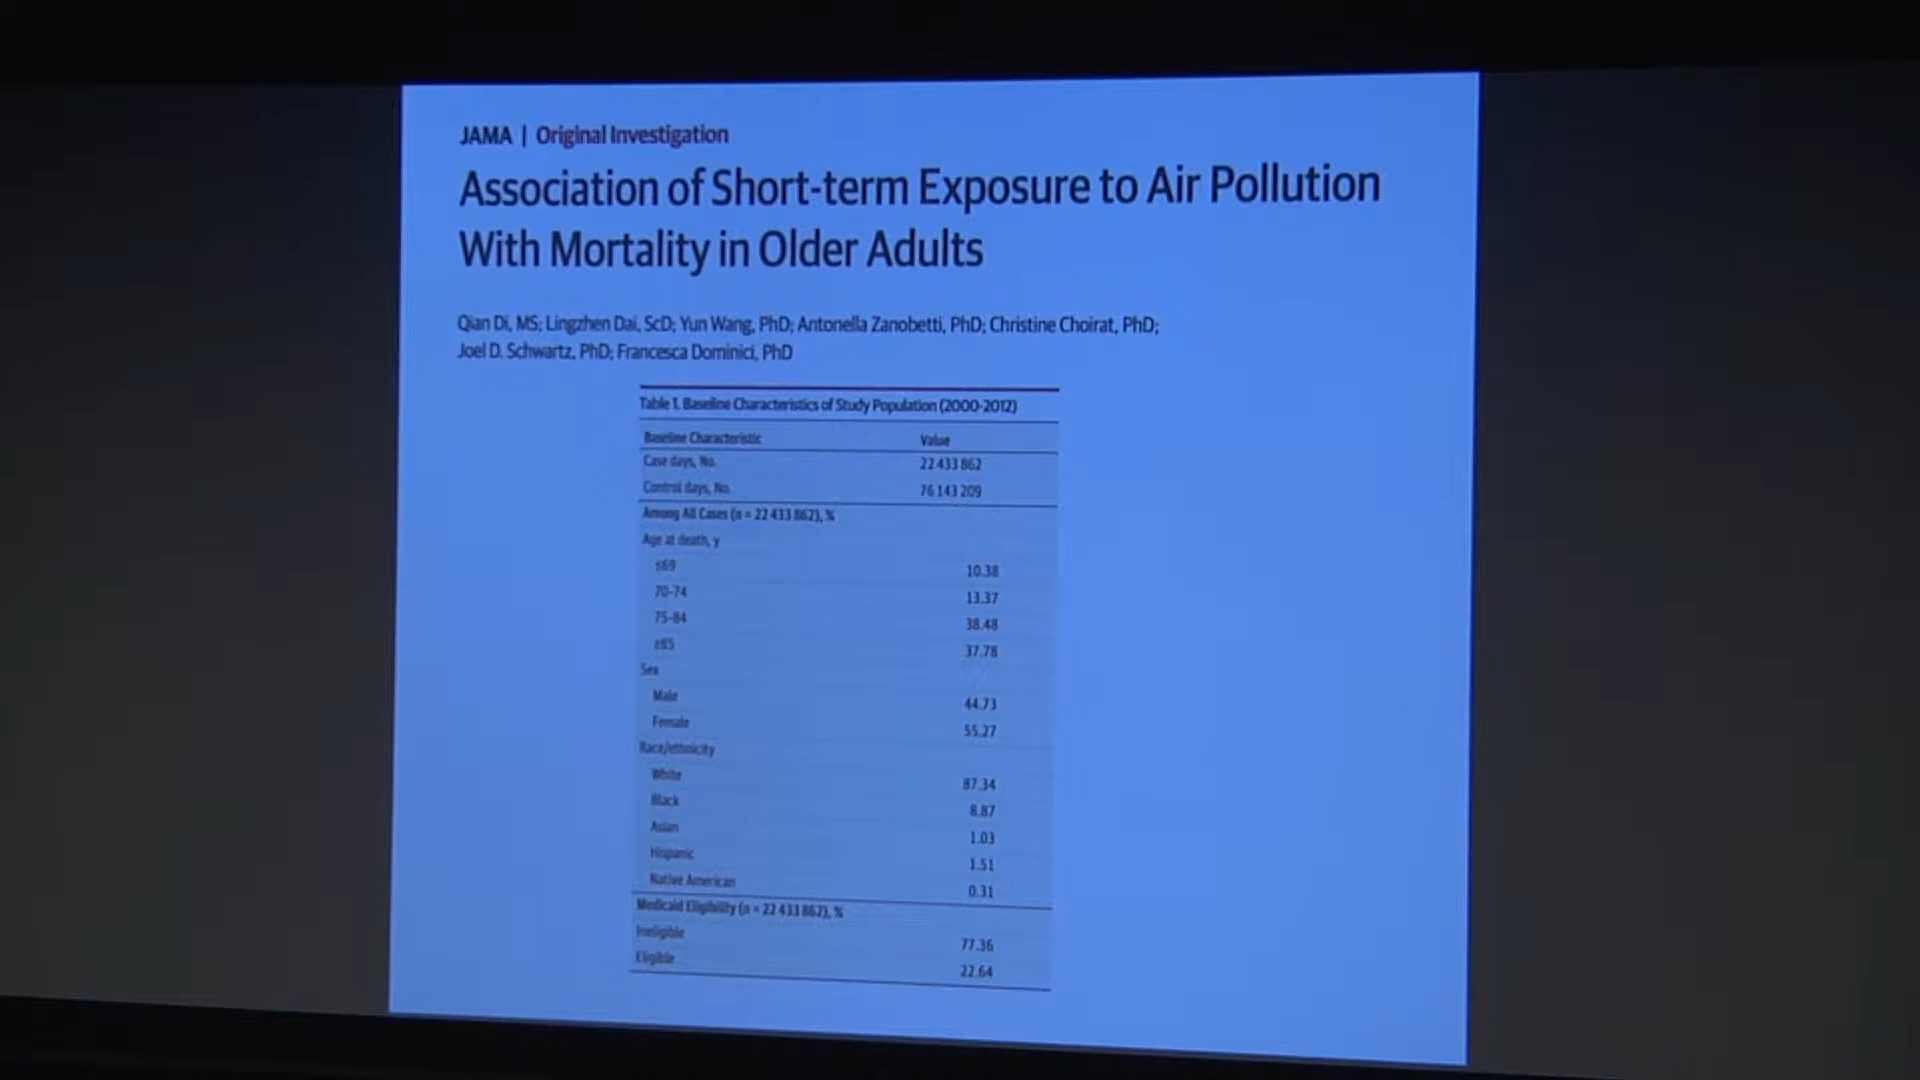 JAMA | Original Investigation
Association of Short-term Exposure to Air Pollution
With Mortality in Older Adults
Qian Di, MS; Lingzhen Dai, ScD; Yun Wang, PhD; Antonella Zanobetti, PhD; Christine Choirat, PhD;
Joel D. Schwartz, PhD; Francesca Dominici, PhD
Table 1. Baseline Characteristics of Study Population (2000-2012)
Baseline Characteristic Value
Case days, No. 22 433 862
Control days, No. 76 143 209
Among All Cases (n = 22 433 862), %
Age at death, y
≤69 10.38
70-74 13.37
75-84 38.48
≥85 37.78
Sex
Male 44.73
Female 55.27
Race/ethnicity
White 87.34
Black 8.87
Asian 1.03
Hispanic 1.51
Native American 0.31
Medicaid Eligibility (n = 22 433 862), %
Ineligible 77.36
Eligible 22.64